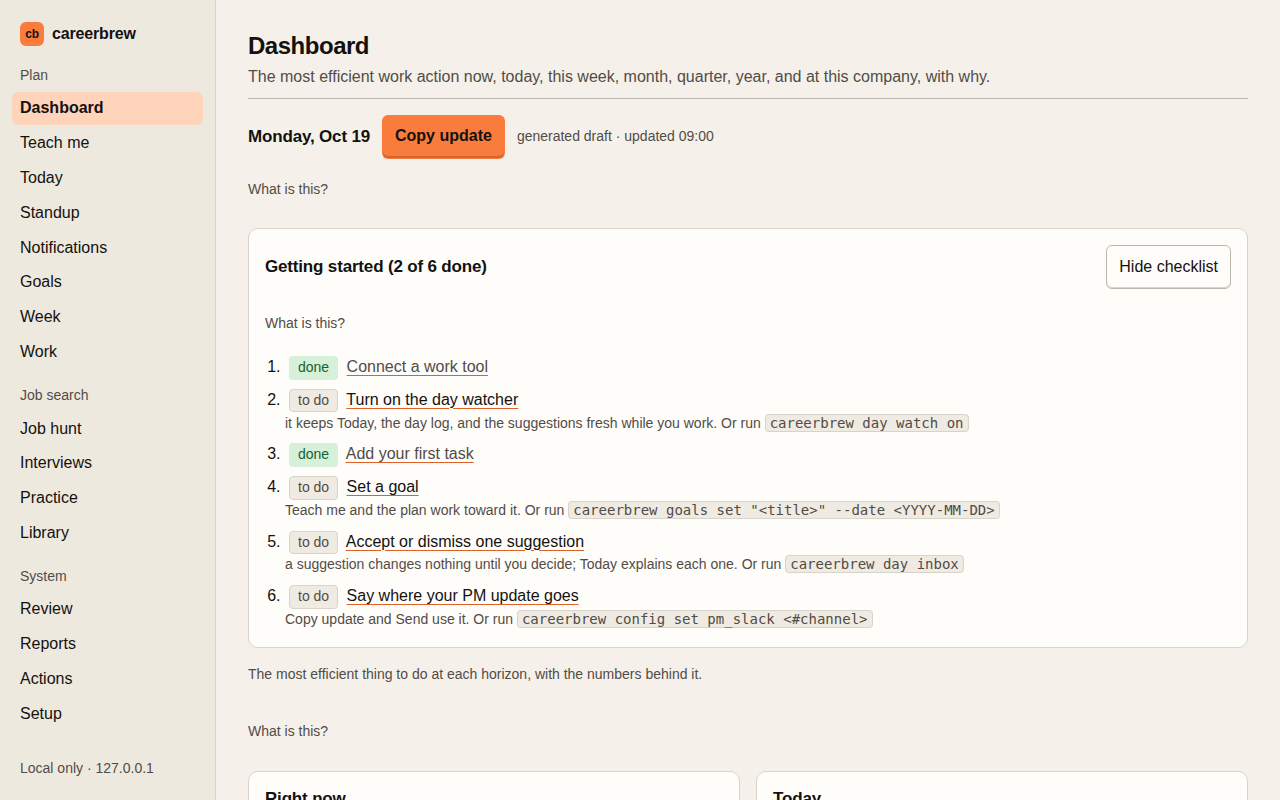 cb careerbrew
Plan
Dashboard
Teach me
Today
Standup
Notifications
Goals
Week
Work
Job search
Job hunt
Interviews
Practice
Library
System
Review
Reports
Actions
Setup
Local only · 127.0.0.1
Dashboard
The most efficient work action now, today, this week, month, quarter, year, and at this company, with why.
Monday, Oct 19 Copy update generated draft · updated 09:00
What is this?
Getting started (2 of 6 done) Hide checklist
What is this?
1. done Connect a work tool
2. to do Turn on the day watcher
it keeps Today, the day log, and the suggestions fresh while you work. Or run careerbrew day watch on
3. done Add your first task
4. to do Set a goal
Teach me and the plan work toward it. Or run careerbrew goals set "<title>" --date <YYYY-MM-DD>
5. to do Accept or dismiss one suggestion
a suggestion changes nothing until you decide; Today explains each one. Or run careerbrew day inbox
6. to do Say where your PM update goes
Copy update and Send use it. Or run careerbrew config set pm_slack <#channel>
The most efficient thing to do at each horizon, with the numbers behind it.
What is this?
Right now Today